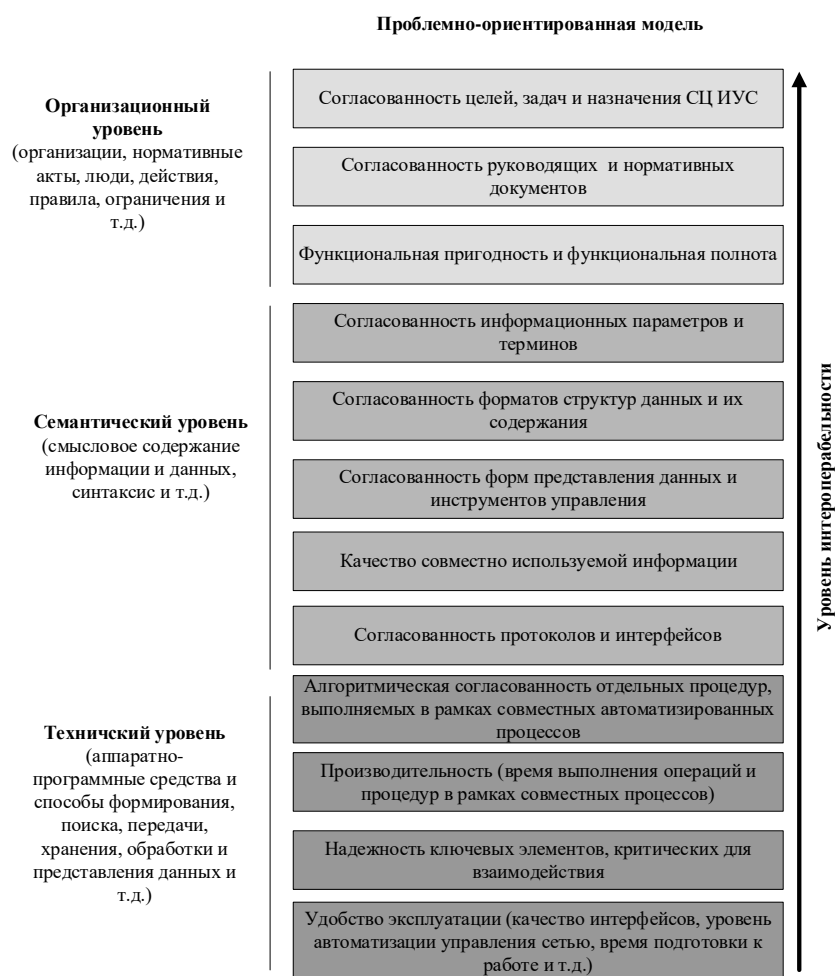 Проблемно-ориентированная модель
Организационный
уровень
(организации, нормативные
акты, люди, действия,
правила, ограничения и
т.д.)
Согласованность целей, задач и назначения СЦ ИУС
Согласованность руководящих и нормативных
документов
Функциональная пригодность и функциональная полнота
Семантический уровень
(смысловое содержание
информации и данных,
синтаксис и т.д.)
Согласованность информационных параметров и
терминов
Согласованность форматов структур данных и их
содержания
Согласованность форм представления данных и
инструментов управления
Качество совместно используемой информации
Согласованность протоколов и интерфейсов
Техничский уровень
(аппаратно-
программные средства и
способы формирования,
поиска, передачи,
хранения, обработки и
представления данных и
т.д.)
Алгоритмическая согласованность отдельных процедур,
выполняемых в рамках совместных автоматизированных
процессов
Производительность (время выполнения операций и
процедур в рамках совместных процессов)
Надежность ключевых элементов, критических для
взаимодействия
Удобство эксплуатации (качество интерфейсов, уровень
автоматизации управления сетью, время подготовки к
работе и т.д.)
Уровень интероперабельности